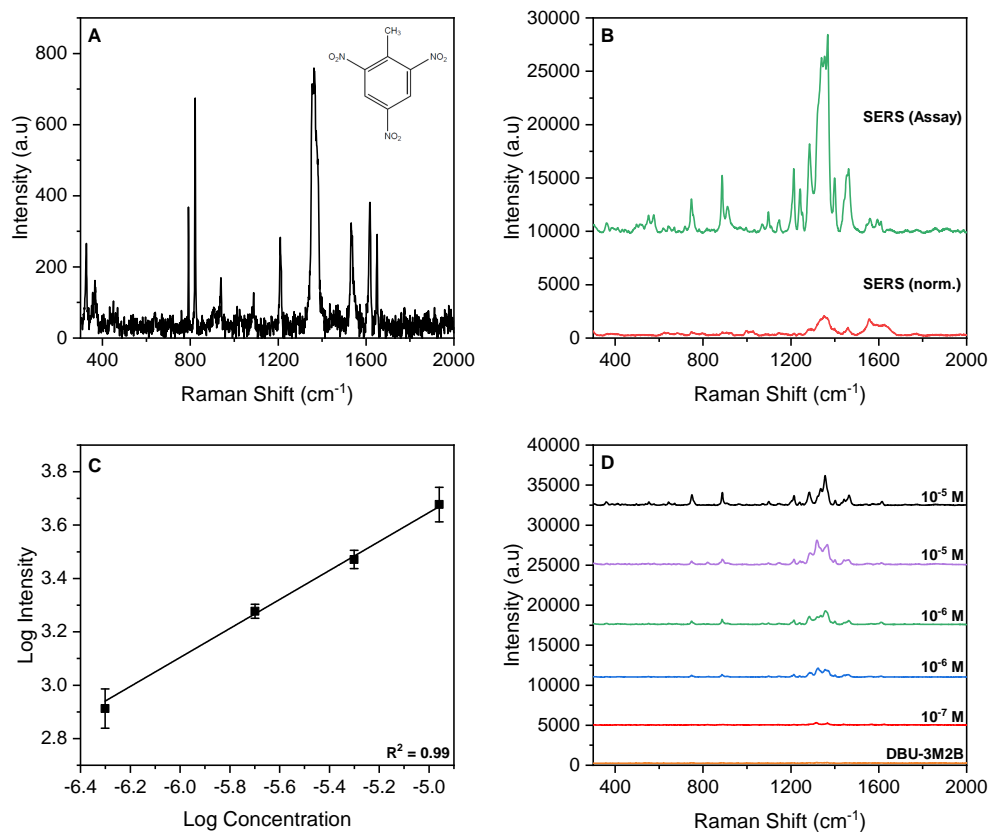 A
CH₃
O₂N
NO₂
NO₂
800
600
400
200
0
400 800 1200 1600 2000
Intensity (a.u)
Raman Shift (cm⁻¹)
B
30000
25000
20000
15000
10000
5000
0
SERS (Assay)
SERS (norm.)
400 800 1200 1600 2000
Intensity (a.u)
Raman Shift (cm⁻¹)
C
3.8
3.6
3.4
3.2
3.0
2.8
R² = 0.99
-6.4 -6.2 -6.0 -5.8 -5.6 -5.4 -5.2 -5.0
Log Intensity
Log Concentration
D
40000
35000
30000
25000
20000
15000
10000
5000
0
10⁻⁵ M
10⁻⁵ M
10⁻⁶ M
10⁻⁶ M
10⁻⁷ M
DBU-3M2B
400 800 1200 1600 2000
Intensity (a.u)
Raman Shift (cm⁻¹)